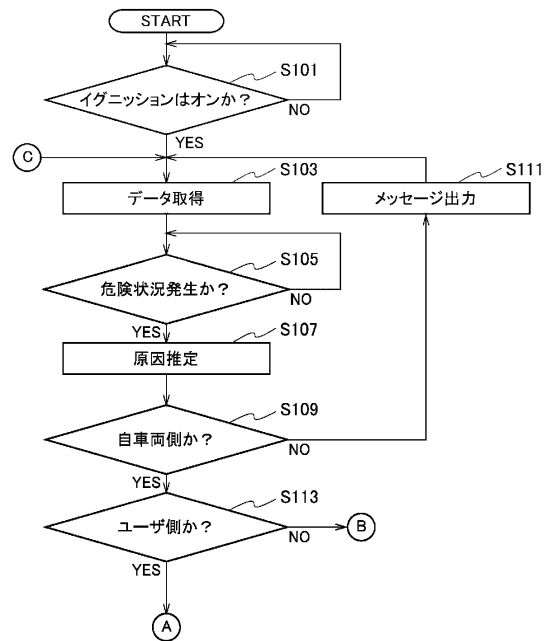 START
S101
イグニッションはオンか？
NO
YES
C
S103
データ取得
S111
メッセージ出力
S105
危険状況発生か？
NO
YES
S107
原因推定
S109
自車両側か？
NO
YES
S113
ユーザ側か？
NO
B
YES
A